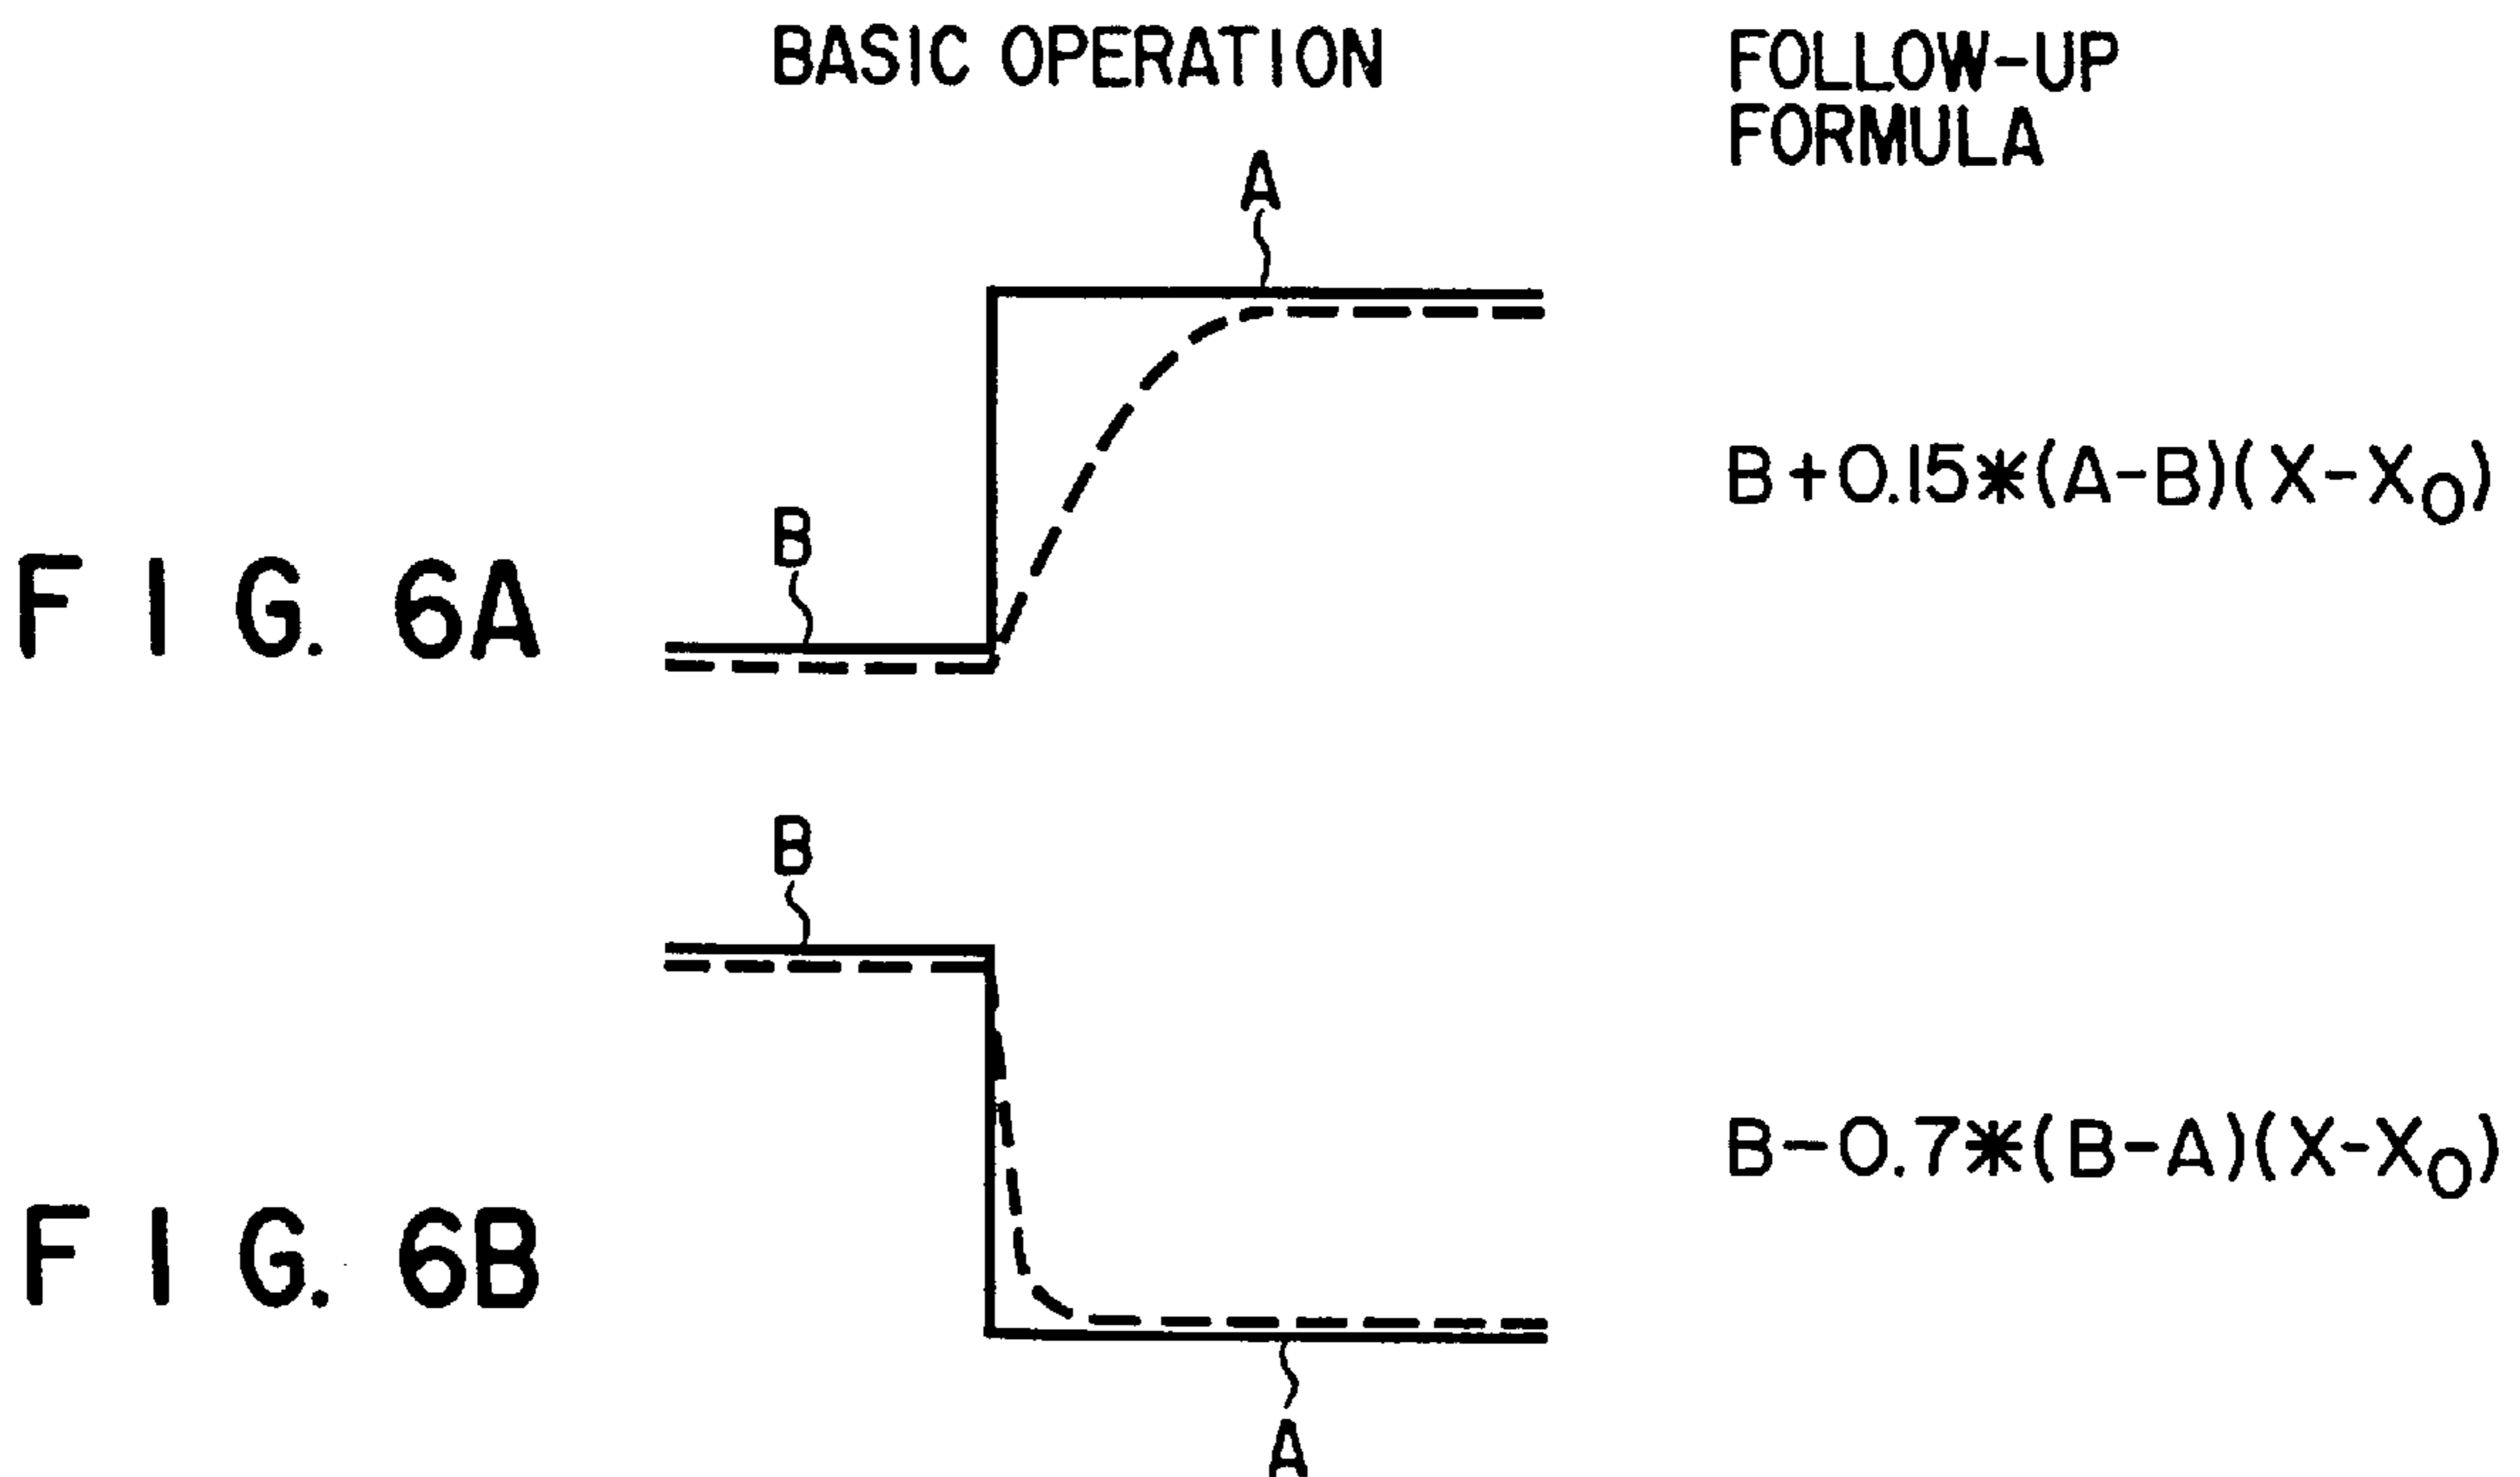 BASIC OPERATION
FOLLOW-UP
FORMULA
A
B
FIG. 6A
B+0.15*(A-B)(X-X₀)
B
FIG. 6B
B-0.7*(B-A)(X-X₀)
A